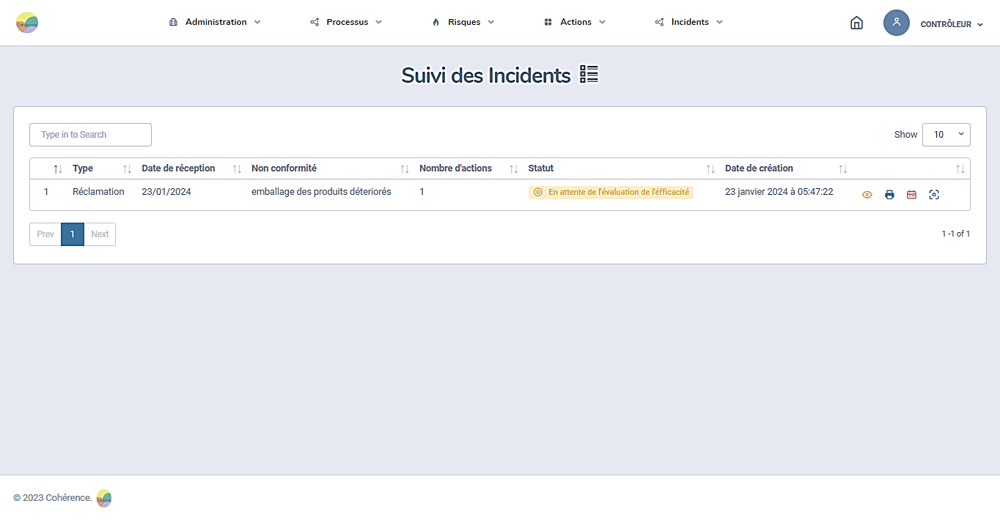 Cohérence
Administration
Processus
Risques
Actions
Incidents
CONTRÔLEUR
Suivi des Incidents
Type in to Search
Show 10
Type Date de réception Non conformité Nombre d'actions Statut Date de création
1 Réclamation 23/01/2024 emballage des produits déteriorés 1 En attente de l'évaluation de l'éfficacité 23 janvier 2024 à 05:47:22
Prev 1 Next
1 -1 of 1
© 2023 Cohérence.
Cohérence